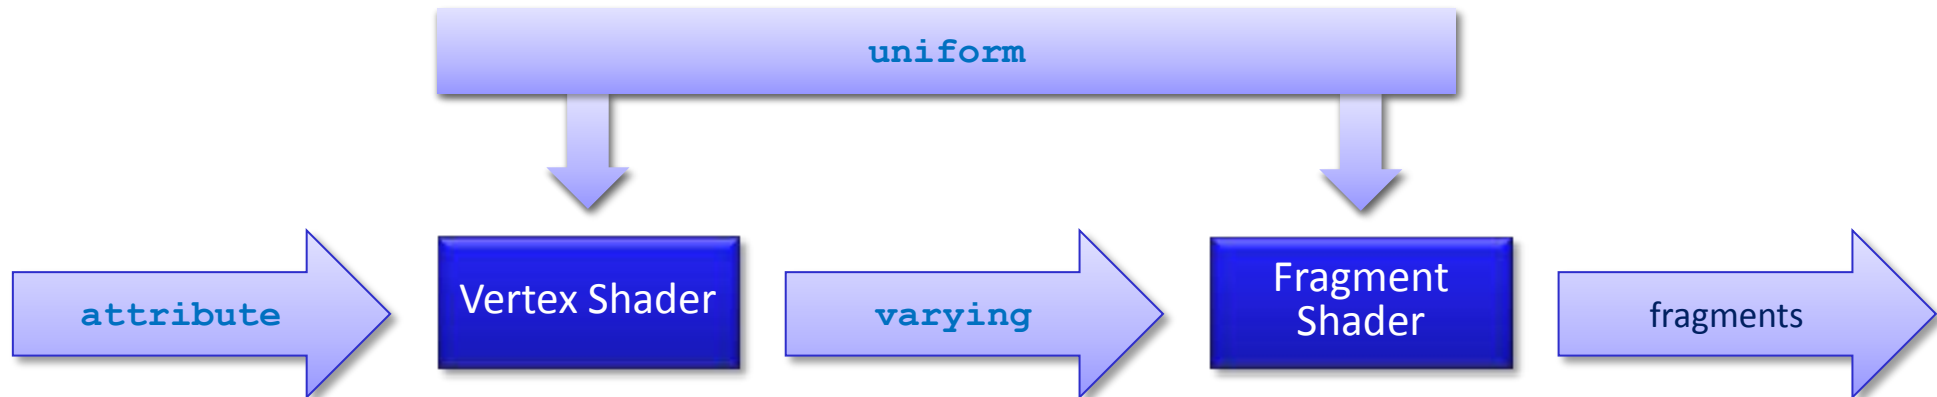 uniform
attribute
Vertex Shader
varying
Fragment
Shader
fragments